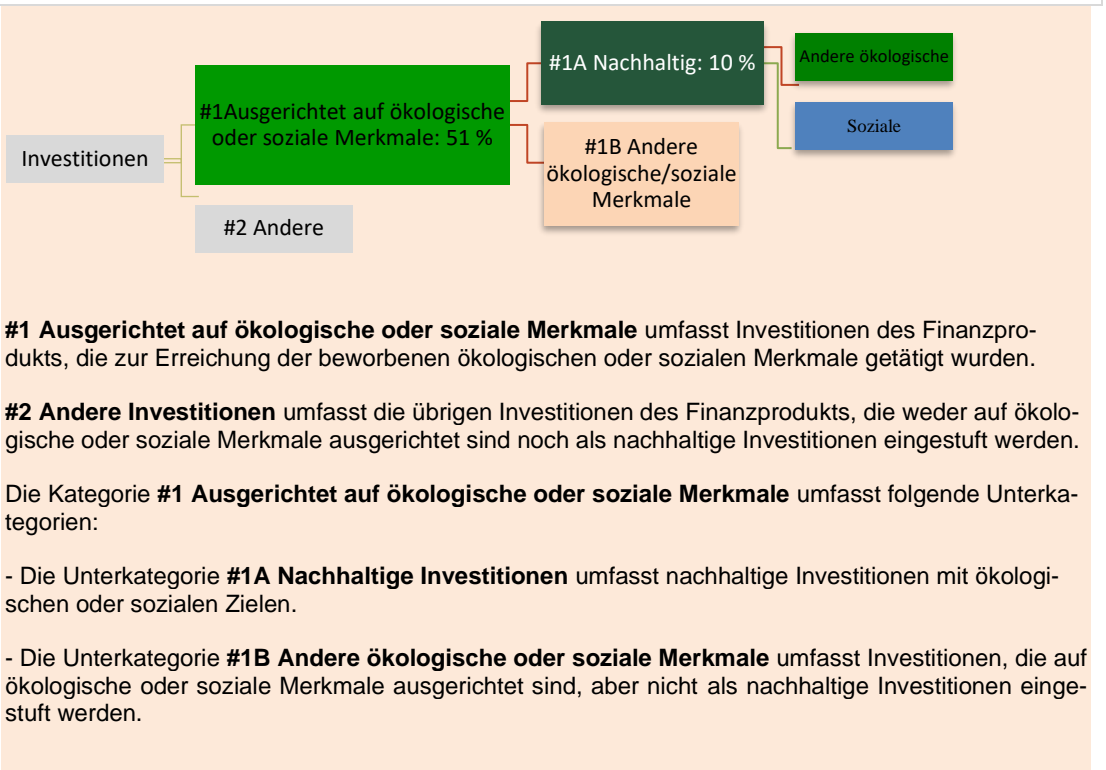 Investitionen
#1Ausgerichtet auf ökologische
oder soziale Merkmale: 51 %
#2 Andere
#1A Nachhaltig: 10 %
#1B Andere
ökologische/soziale
Merkmale
Andere ökologische
Soziale
#1 Ausgerichtet auf ökologische oder soziale Merkmale umfasst Investitionen des Finanzpro-
dukts, die zur Erreichung der beworbenen ökologischen oder sozialen Merkmale getätigt wurden.
#2 Andere Investitionen umfasst die übrigen Investitionen des Finanzprodukts, die weder auf ökolo-
gische oder soziale Merkmale ausgerichtet sind noch als nachhaltige Investitionen eingestuft werden.
Die Kategorie #1 Ausgerichtet auf ökologische oder soziale Merkmale umfasst folgende Unterka-
tegorien:
- Die Unterkategorie #1A Nachhaltige Investitionen umfasst nachhaltige Investitionen mit ökologi-
schen oder sozialen Zielen.
- Die Unterkategorie #1B Andere ökologische oder soziale Merkmale umfasst Investitionen, die auf
ökologische oder soziale Merkmale ausgerichtet sind, aber nicht als nachhaltige Investitionen einge-
stuft werden.